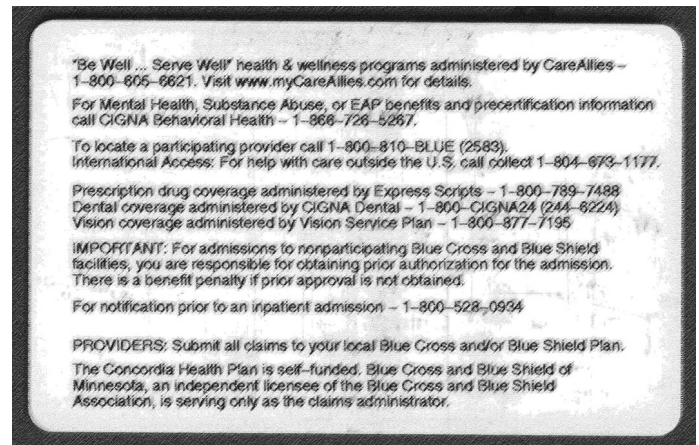 "Be Well ... Serve Well" health & wellness programs administered by CareAllies –
1–800–605–6621. Visit www.myCareAllies.com for details.
For Mental Health, Substance Abuse, or EAP benefits and precertification information
call CIGNA Behavioral Health – 1–866–726–5267.
To locate a participating provider call 1–800–810–BLUE (2583).
International Access: For help with care outside the U.S. call collect 1–804–673–1177.
Prescription drug coverage administered by Express Scripts – 1–800–789–7488
Dental coverage administered by CIGNA Dental – 1–800–CIGNA24 (244–6224)
Vision coverage administered by Vision Service Plan – 1–800–877–7195
IMPORTANT: For admissions to nonparticipating Blue Cross and Blue Shield
facilities, you are responsible for obtaining prior authorization for the admission.
There is a benefit penalty if prior approval is not obtained.
For notification prior to an inpatient admission – 1–800–528–0934
PROVIDERS: Submit all claims to your local Blue Cross and/or Blue Shield Plan.
The Concordia Health Plan is self–funded. Blue Cross and Blue Shield of
Minnesota, an independent licensee of the Blue Cross and Blue Shield
Association, is serving only as the claims administrator.